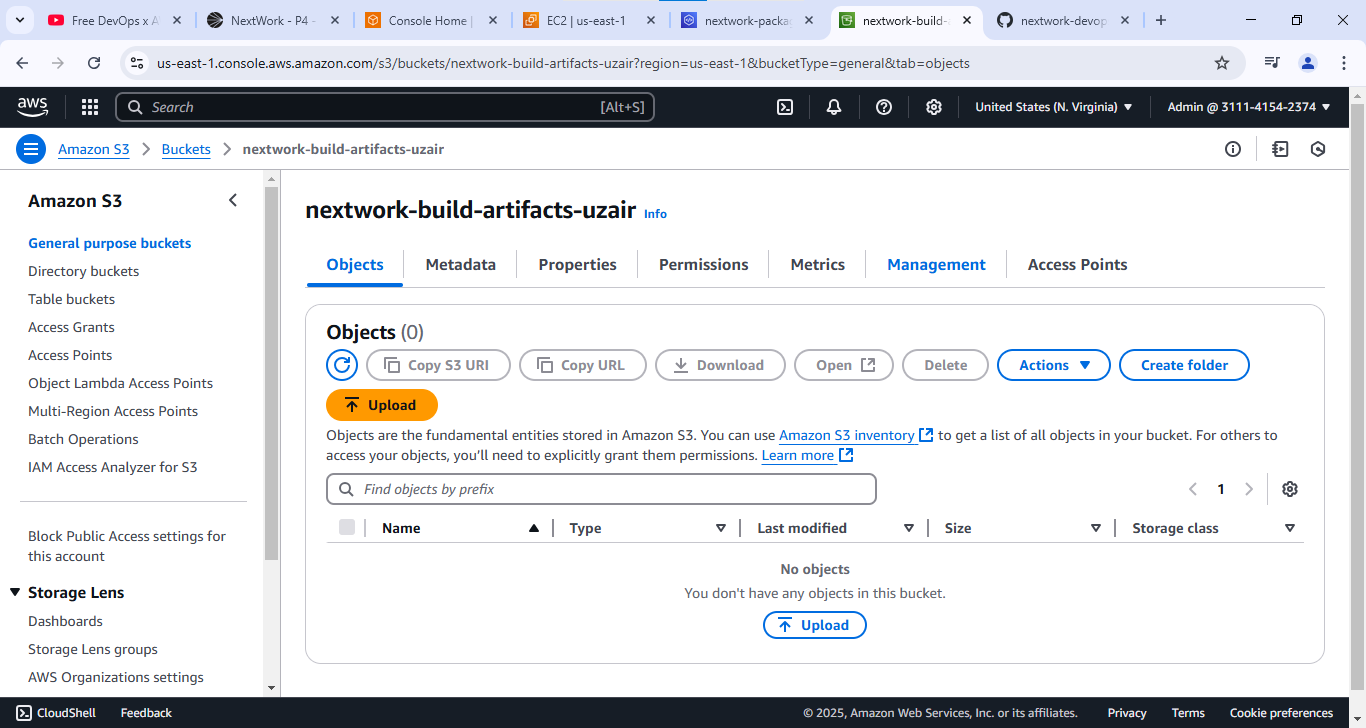 Free DevOps x A
NextWork - P4 -
Console Home |
EC2 | us-east-1
nextwork-packag
nextwork-build-a
nextwork-devop
us-east-1.console.aws.amazon.com/s3/buckets/nextwork-build-artifacts-uzair?region=us-east-1&bucketType=general&tab=objects
aws
Search [Alt+S]
United States (N. Virginia)
Admin @ 3111-4154-2374
Amazon S3 > Buckets > nextwork-build-artifacts-uzair
Amazon S3
General purpose buckets
Directory buckets
Table buckets
Access Grants
Access Points
Object Lambda Access Points
Multi-Region Access Points
Batch Operations
IAM Access Analyzer for S3
Block Public Access settings for
this account
Storage Lens
Dashboards
Storage Lens groups
AWS Organizations settings
nextwork-build-artifacts-uzair Info
Objects Metadata Properties Permissions Metrics Management Access Points
Objects (0)
Copy S3 URI Copy URL Download Open Delete Actions Create folder
Upload
Objects are the fundamental entities stored in Amazon S3. You can use Amazon S3 inventory to get a list of all objects in your bucket. For others to
access your objects, you'll need to explicitly grant them permissions. Learn more
Find objects by prefix
1
Name Type Last modified Size Storage class
No objects
You don't have any objects in this bucket.
Upload
CloudShell Feedback © 2025, Amazon Web Services, Inc. or its affiliates. Privacy Terms Cookie preferences